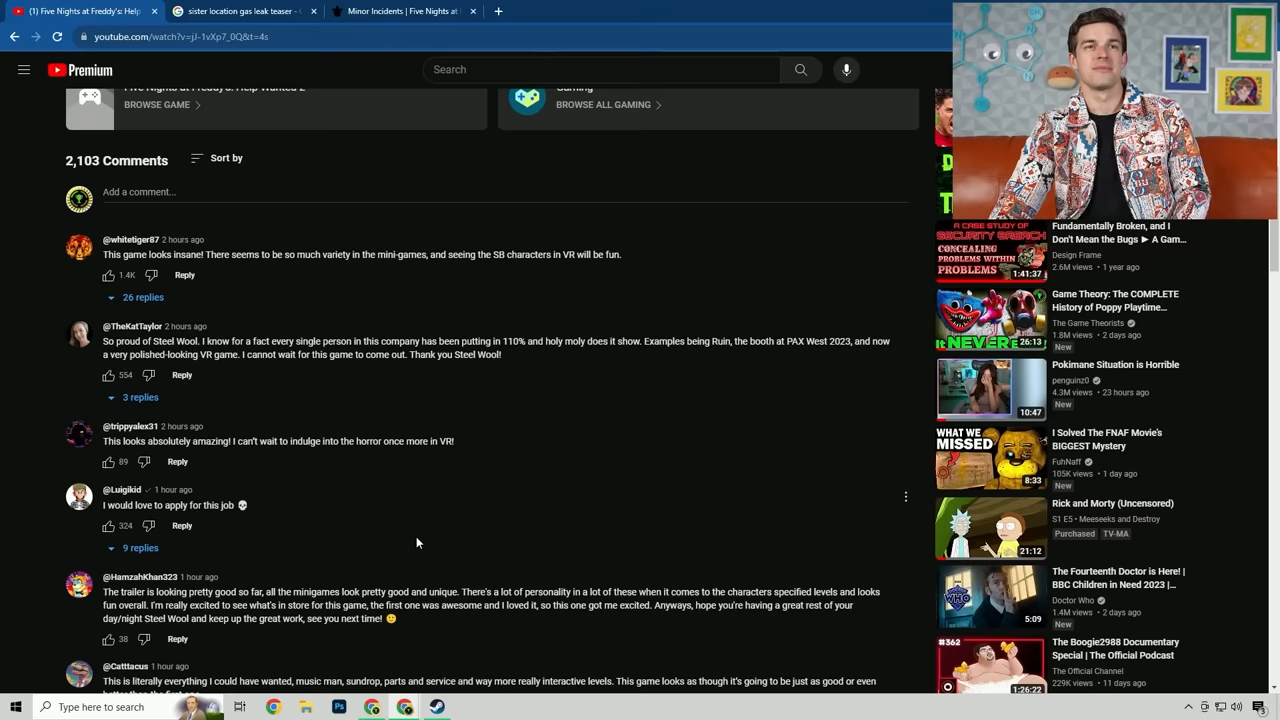 (1) Five Nights at Freddy's: Help
sister location gas leak teaser -
Minor Incidents | Five Nights at
youtube.com/watch?v=jJ-1vXp7_0Q&t=4s
Premium
Search
Five Nights at Freddy's: Help Wanted 2
BROWSE GAME
Gaming
BROWSE ALL GAMING
2,103 Comments
Sort by
Add a comment...
@whitetiger87 2 hours ago
This game looks insane! There seems to be so much variety in the mini-games, and seeing the SB characters in VR will be fun.
1.4K Reply
26 replies
@TheKatTaylor 2 hours ago
So proud of Steel Wool. I know for a fact every single person at this company has been putting in 110% and holy moly does it show. Examples being Ruin, the booth at PAX West 2023, and now
a very polished-looking VR game. I cannot wait for this game to come out. Thank you Steel Wool!
554 Reply
3 replies
@trippyalex31 2 hours ago
This looks absolutely amazing! I can't wait to indulge into the horror once more in VR!
89 Reply
@Luigikid 1 hour ago
I would love to apply for this job 💀
324 Reply
9 replies
@HamzahKhan323 1 hour ago
The trailer is looking pretty good so far, all the minigames look pretty good and unique. There's a lot of personality in a lot of these when it comes to the characters specified levels and looks
fun overall. I'm really excited to see what's in store for this game, the first one was awesome and I loved it, so this one got me excited. Anyways, hope you're having a great rest of your
day/night Steel Wool and keep up the great work, see you next time! 🙂
38 Reply
@Catttacus 1 hour ago
This is literally everything I could have wanted, music man, sundrop, more food service and way more really interactive levels. This game looks as though it's going to be just as good or even
A CASE STUDY OF
SECURITY BREACH
CONCEALING
PROBLEMS WITHIN
PROBLEMS
1:41:37
Fundamentally Broken, and I
Don't Mean the Bugs ► A Gam...
Design Frame
2.6M views • 1 year ago
It NEVER
26:13
Game Theory: The COMPLETE
History of Poppy Playtime...
The Game Theorists
1.8M views • 2 days ago
New
10:47
Pokimane Situation is Horrible
penguinz0
4.3M views • 23 hours ago
New
WHAT WE
MISSED
8:33
I Solved The FNAF Movie's
BIGGEST Mystery
FuhNaff
105K views • 1 day ago
New
21:12
Rick and Morty (Uncensored)
S1 E5 • Meeseeks and Destroy
Purchased TV-MA
WHO
5:09
The Fourteenth Doctor is Here! |
BBC Children in Need 2023 |...
Doctor Who
1.4M views • 2 days ago
New
#362
1:26:22
The Boogie2988 Documentary
Special | The Official Podcast
The Official Channel
229K views • 11 days ago
Type here to search
Ps
3